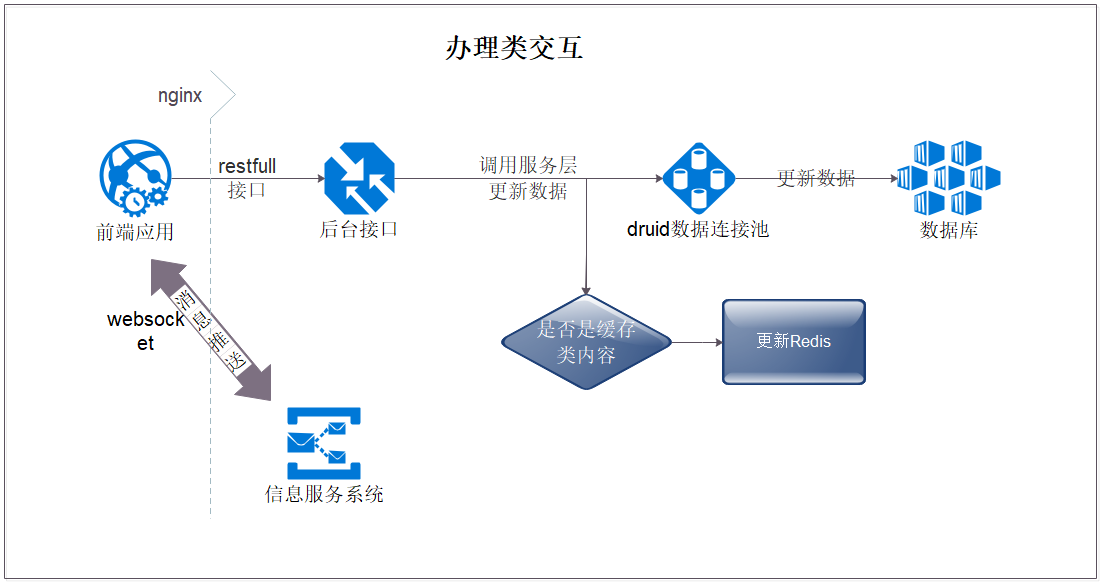 办理类交互
nginx
restfull
接口
调用服务层
更新数据
更新数据
前端应用
后台接口
druid数据连接池
数据库
websock
et
消息推送
是否是缓存
类内容
更新Redis
信息服务系统